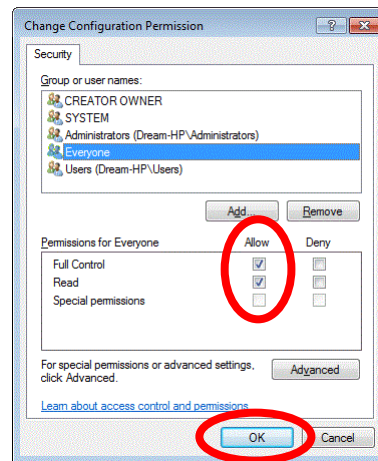 Change Configuration Permission
Security
Group or user names:
CREATOR OWNER
SYSTEM
Administrators (Dream-HP\Administrators)
Everyone
Users (Dream-HP\Users)
Add... Remove
Permissions for Everyone Allow Deny
Full Control
Read
Special permissions
For special permissions or advanced settings, Advanced
click Advanced.
Learn about access control and permissions
OK Cancel